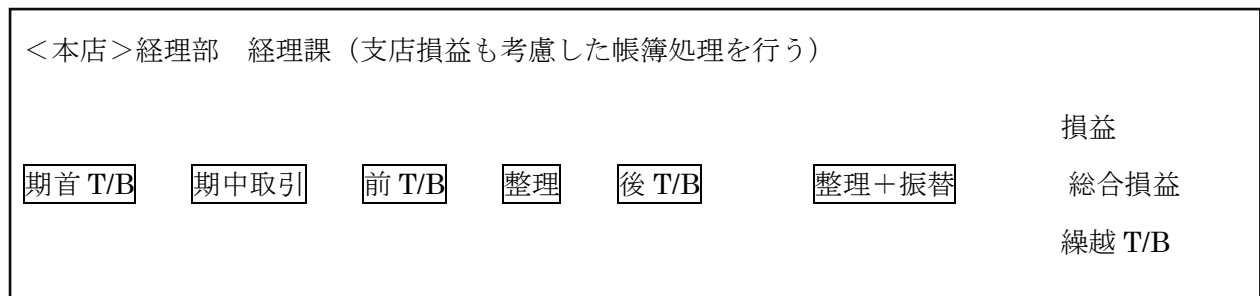 ＜本店＞経理部　経理課（支店損益も考慮した帳簿処理を行う）
損益
期首 T/B　期中取引　前 T/B　整理　後 T/B　整理＋振替　総合損益
繰越 T/B